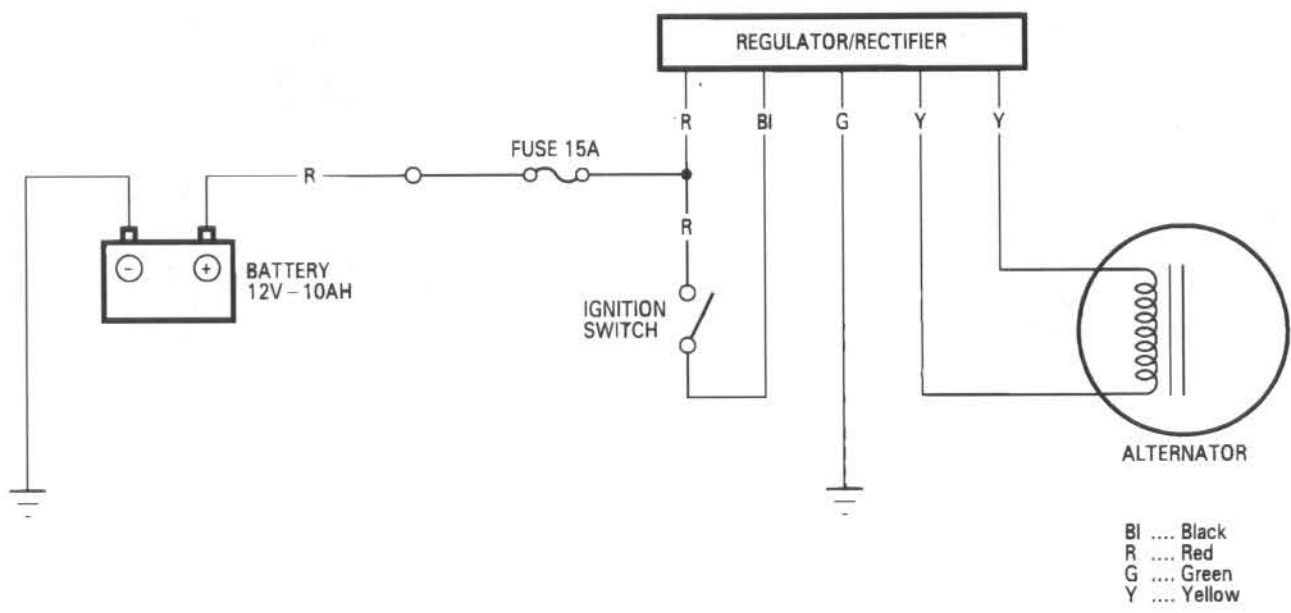 REGULATOR/RECTIFIER
R
Bl
G
Y
Y
FUSE 15A
R
R
BATTERY
12V – 10AH
IGNITION
SWITCH
ALTERNATOR
Bl .... Black
R .... Red
G .... Green
Y .... Yellow